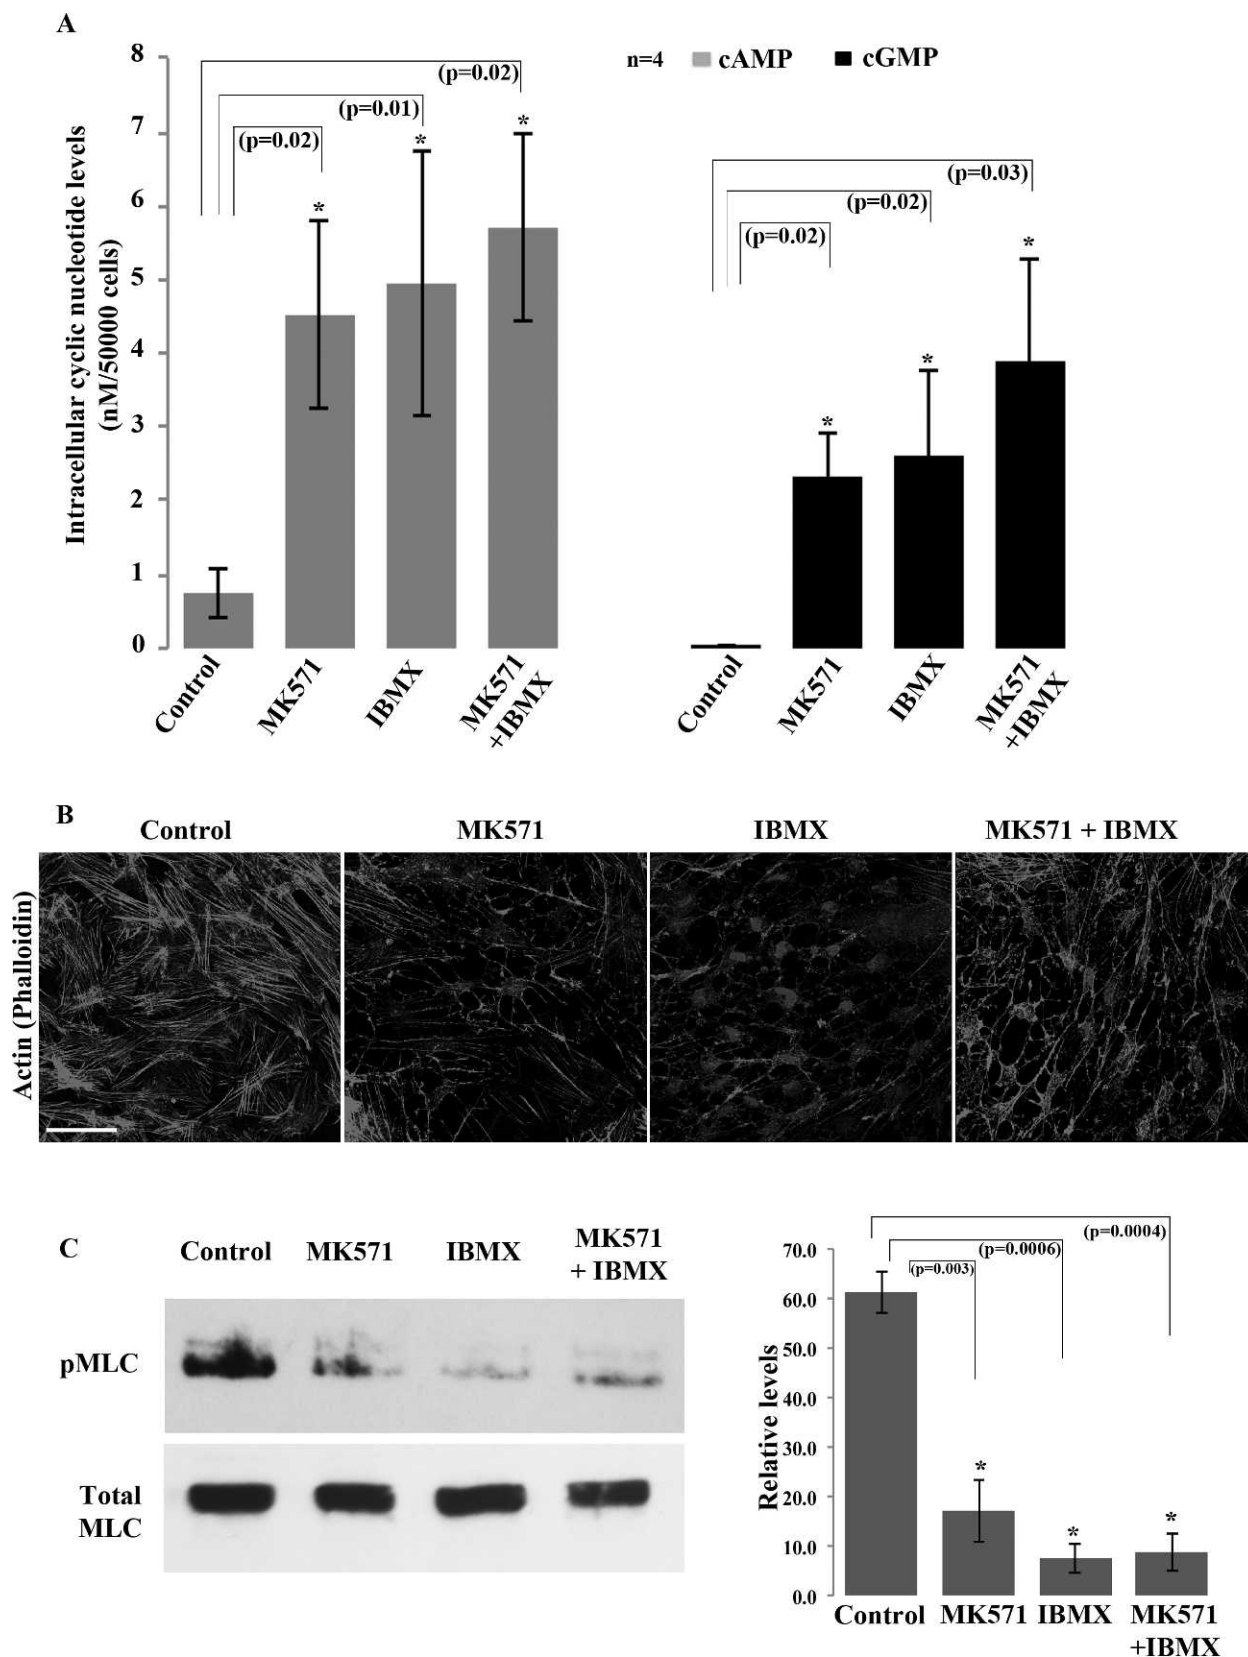 A
8
7
6
5
4
3
2
1
0
Intracellular cyclic nucleotide levels
(nM/50000 cells)
n=4 cAMP cGMP
(p=0.02)
(p=0.01)
(p=0.02)
*
*
*
(p=0.03)
(p=0.02)
(p=0.02)
*
*
*
Control
MK571
IBMX
MK571
+IBMX
Control
MK571
IBMX
MK571
+IBMX
B
Control MK571 IBMX MK571 + IBMX
Actin (Phalloidin)
C
Control MK571 IBMX MK571
+ IBMX
pMLC
Total
MLC
(p=0.0004)
(p=0.0006)
(p=0.003)
70.0
60.0
50.0
40.0
30.0
20.0
10.0
0.0
Relative levels
*
*
*
Control MK571 IBMX MK571
+IBMX